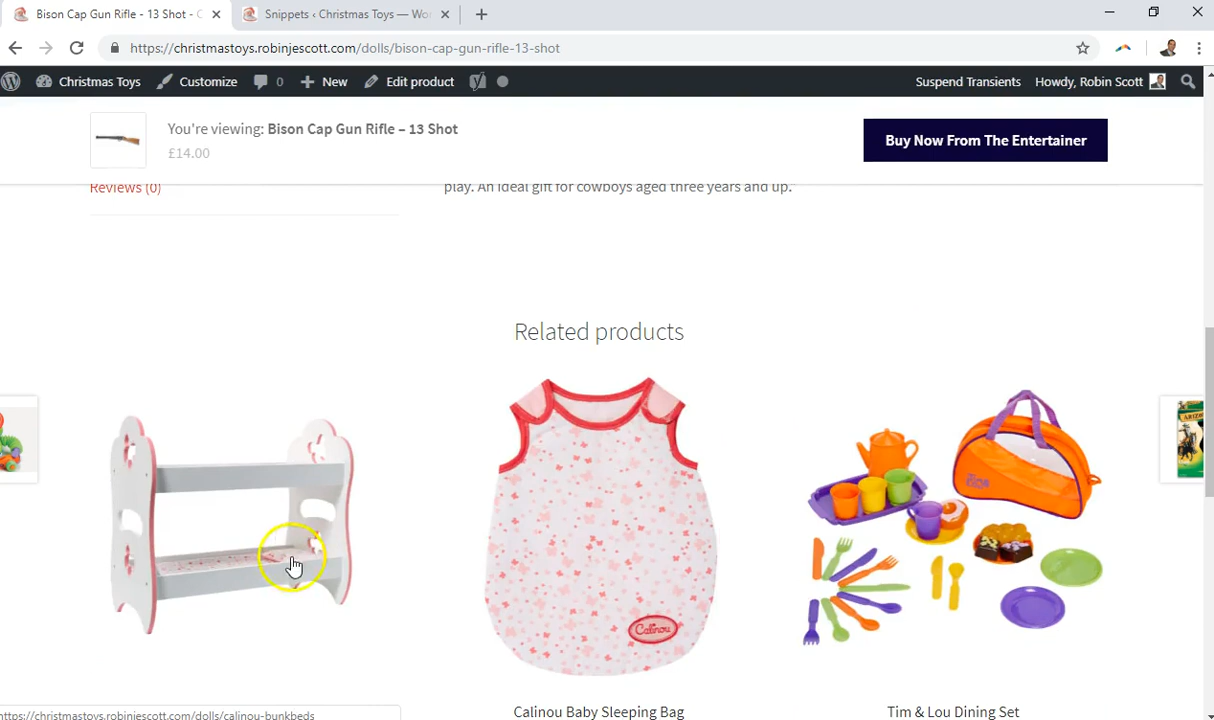 Bison Cap Gun Rifle - 13 Shot - C
Snippets ‹ Christmas Toys — Wor
https://christmastoys.robinjescott.com/dolls/bison-cap-gun-rifle-13-shot
Christmas Toys
Customize
0
New
Edit product
Suspend Transients
Howdy, Robin Scott
You're viewing: Bison Cap Gun Rifle – 13 Shot
£14.00
Buy Now From The Entertainer
Reviews (0)
play. An ideal gift for cowboys aged three years and up.
Related products
ARIZO
Calinou
https://christmastoys.robinjescott.com/dolls/calinou-bunkbeds
Calinou Baby Sleeping Bag
Tim & Lou Dining Set